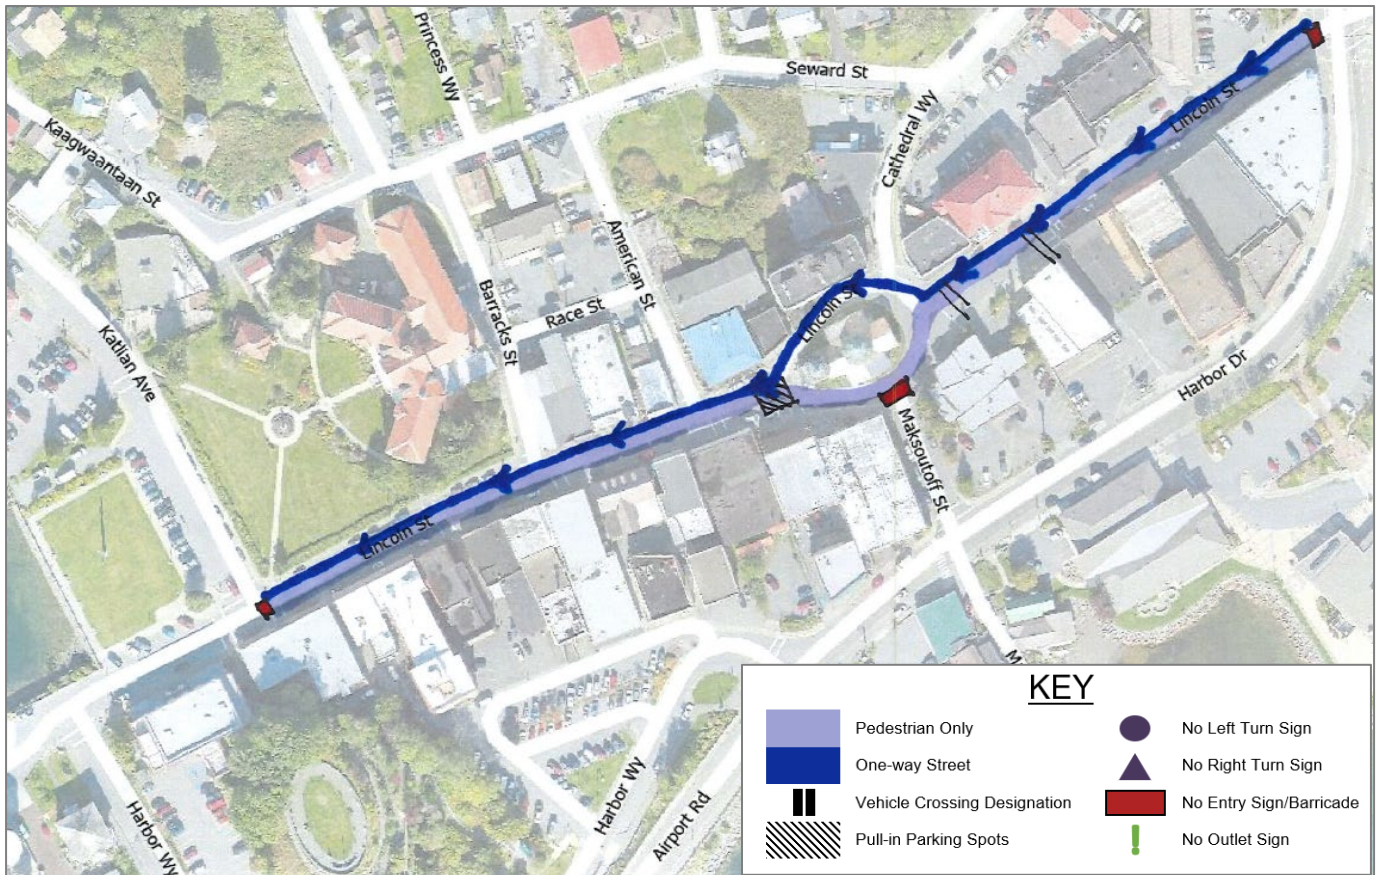 Princess Wy
Seward St
Kaagwaantaan St
Cathedral Wy
Lincoln St
American St
Barracks St
Race St
Lincoln St
Katlian Ave
Harbor Dr
Maksoutoff St
Lincoln St
M
Harbor Wy
Harbor Wy
Airport Rd
KEY
Pedestrian Only
No Left Turn Sign
One-way Street
No Right Turn Sign
Vehicle Crossing Designation
No Entry Sign/Barricade
Pull-in Parking Spots
No Outlet Sign